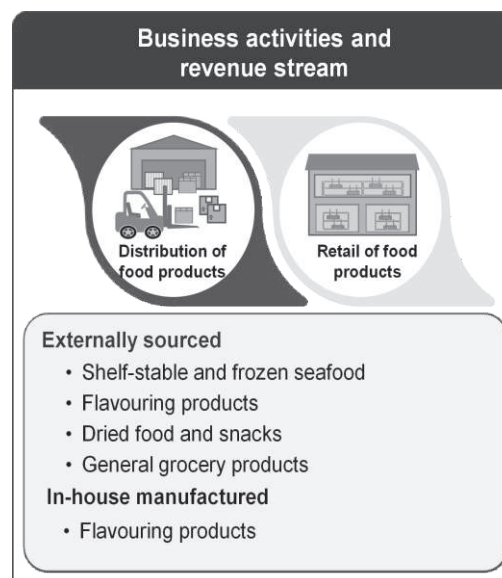 Business activities and
revenue stream
Distribution of
food products
Retail of food
products
Externally sourced
• Shelf-stable and frozen seafood
• Flavouring products
• Dried food and snacks
• General grocery products
In-house manufactured
• Flavouring products